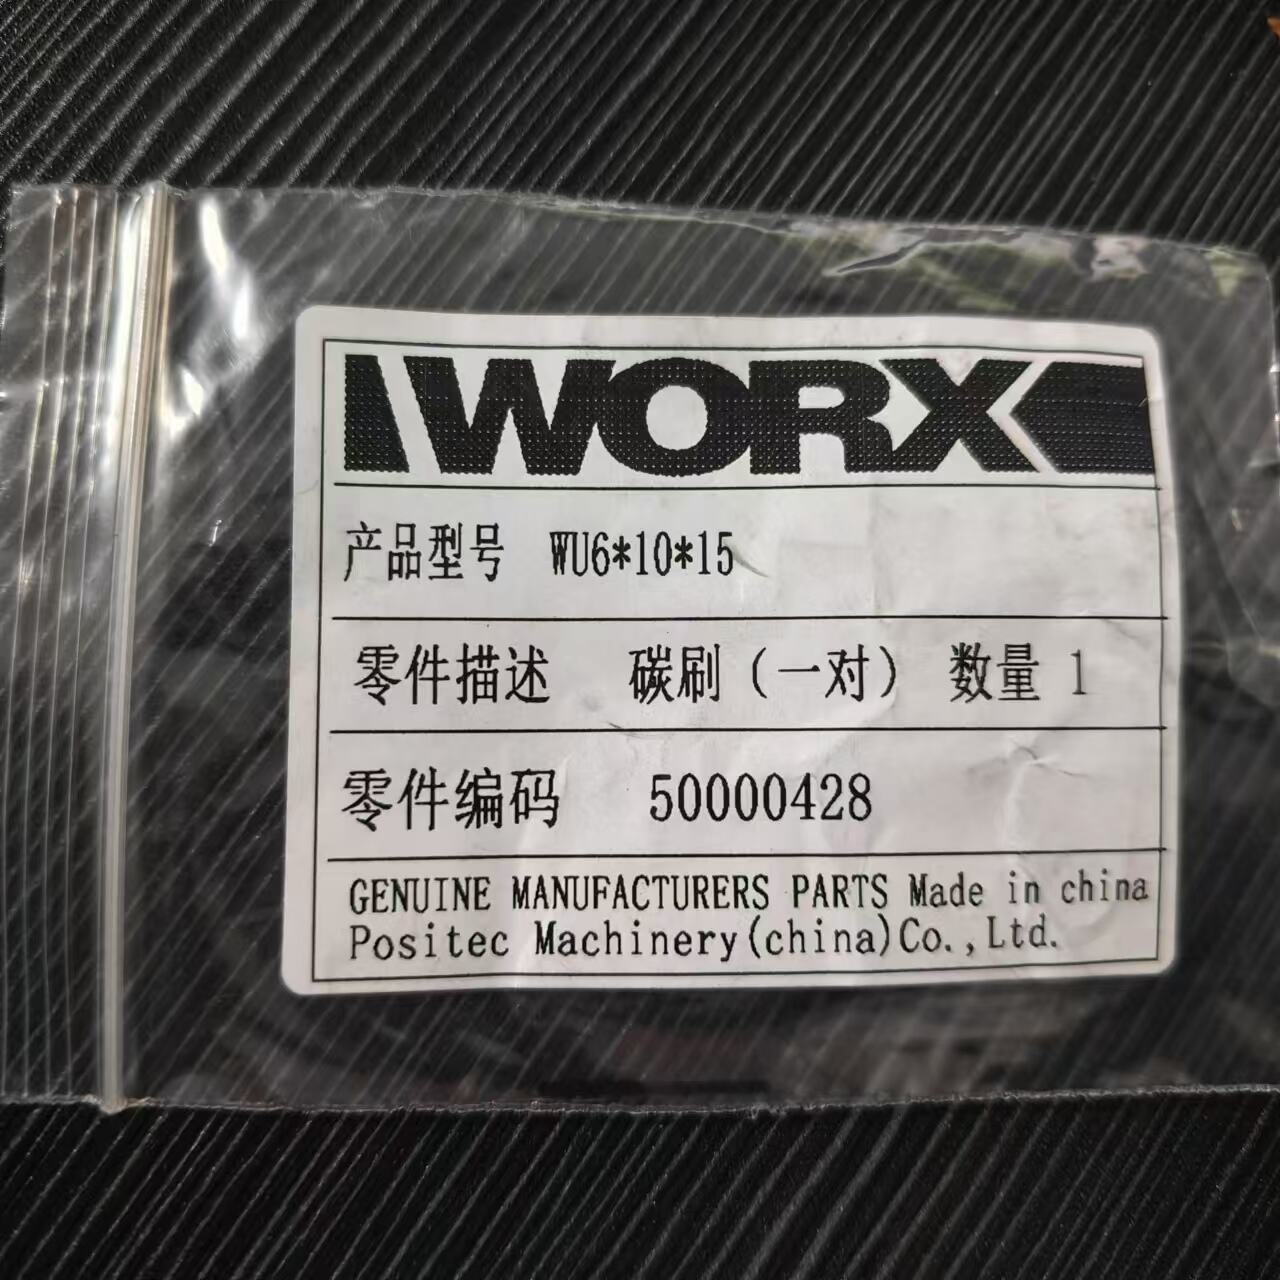 WORX
产品型号 WU6*10*15
零件描述 碳刷（一对） 数量 1
零件编码 50000428
GENUINE MANUFACTURERS PARTS Made in china
Positec Machinery(china)Co.,Ltd.